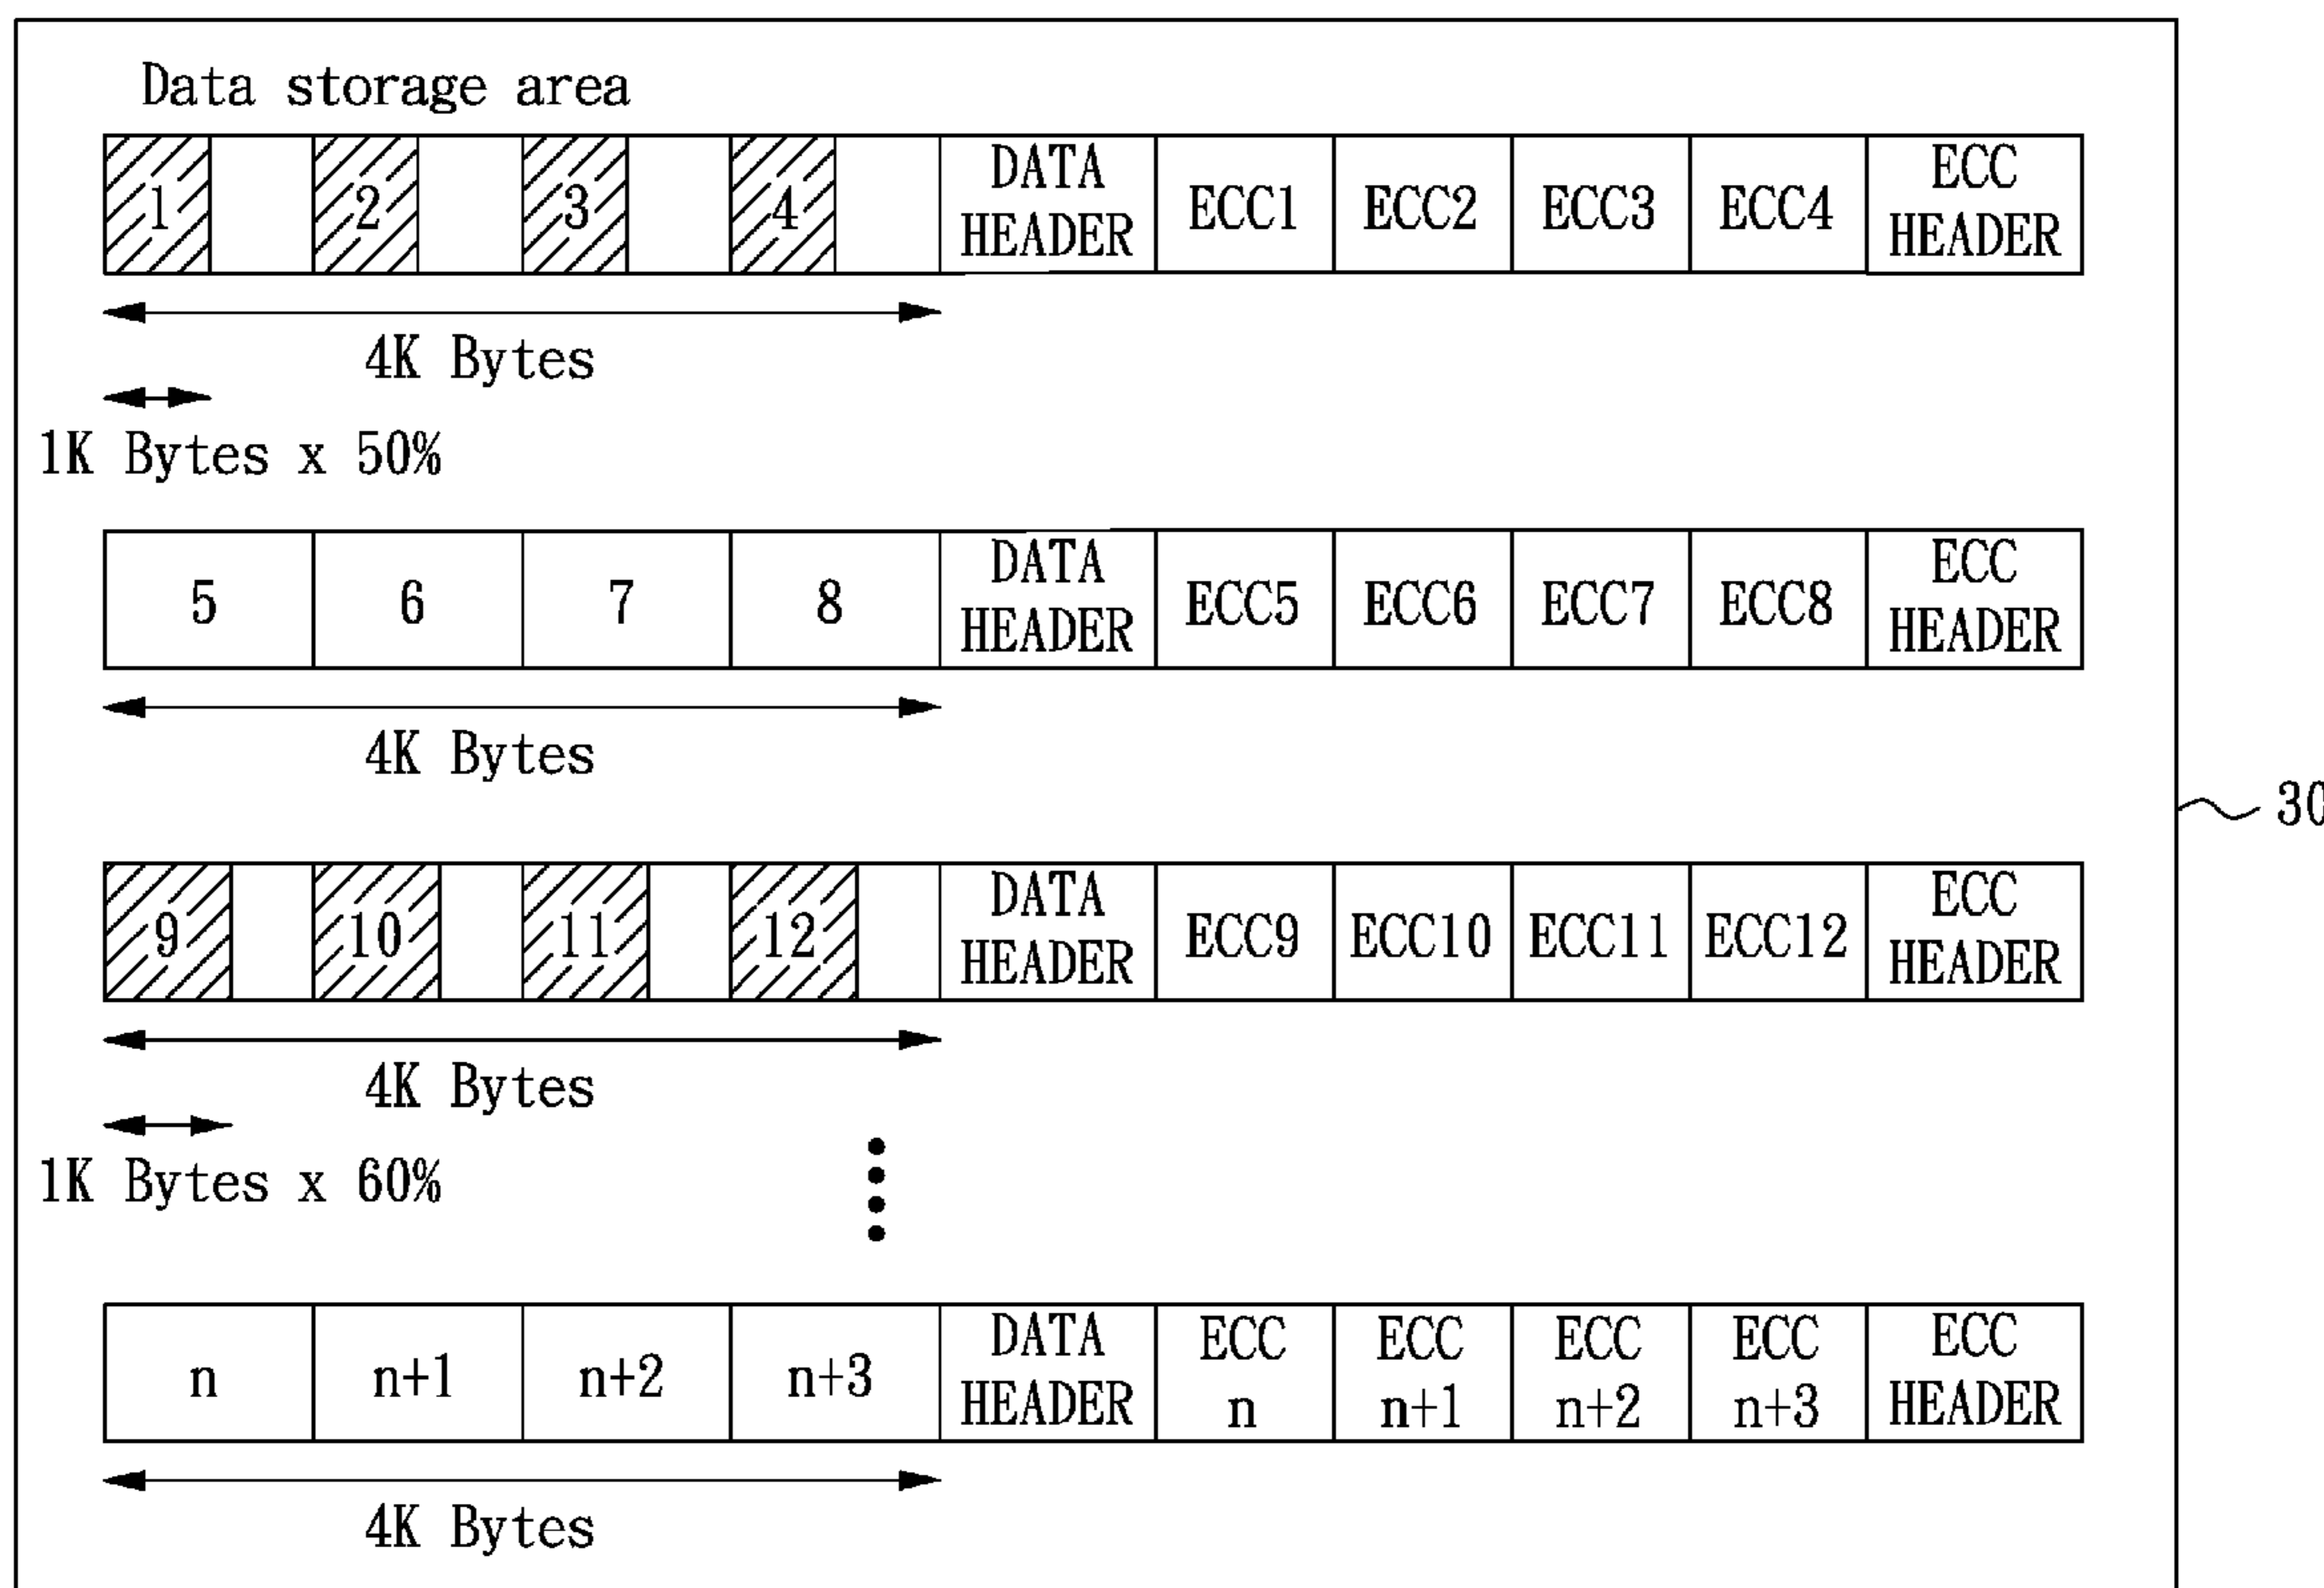 Data storage area
1 2 3 4 DATA HEADER ECC1 ECC2 ECC3 ECC4 ECC HEADER
4K Bytes
1K Bytes x 50%
5 6 7 8 DATA HEADER ECC5 ECC6 ECC7 ECC8 ECC HEADER
4K Bytes
30
9 10 11 12 DATA HEADER ECC9 ECC10 ECC11 ECC12 ECC HEADER
4K Bytes
1K Bytes x 60%
n n+1 n+2 n+3 DATA HEADER ECC n ECC n+1 ECC n+2 ECC n+3 ECC HEADER
4K Bytes